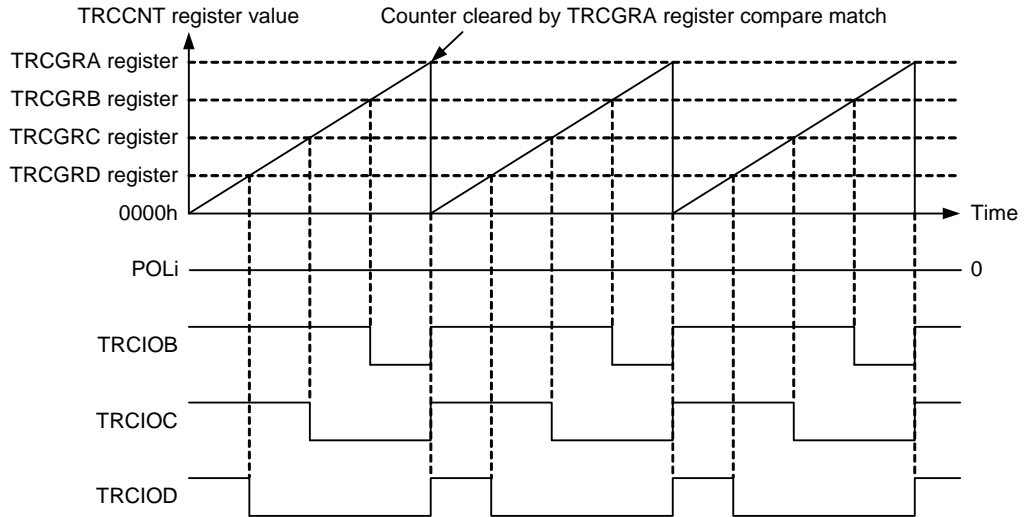 TRCCNT register value
Counter cleared by TRCGRA register compare match
TRCGRA register
TRCGRB register
TRCGRC register
TRCGRD register
0000h
Time
POLi
0
TRCIOB
TRCIOC
TRCIOD